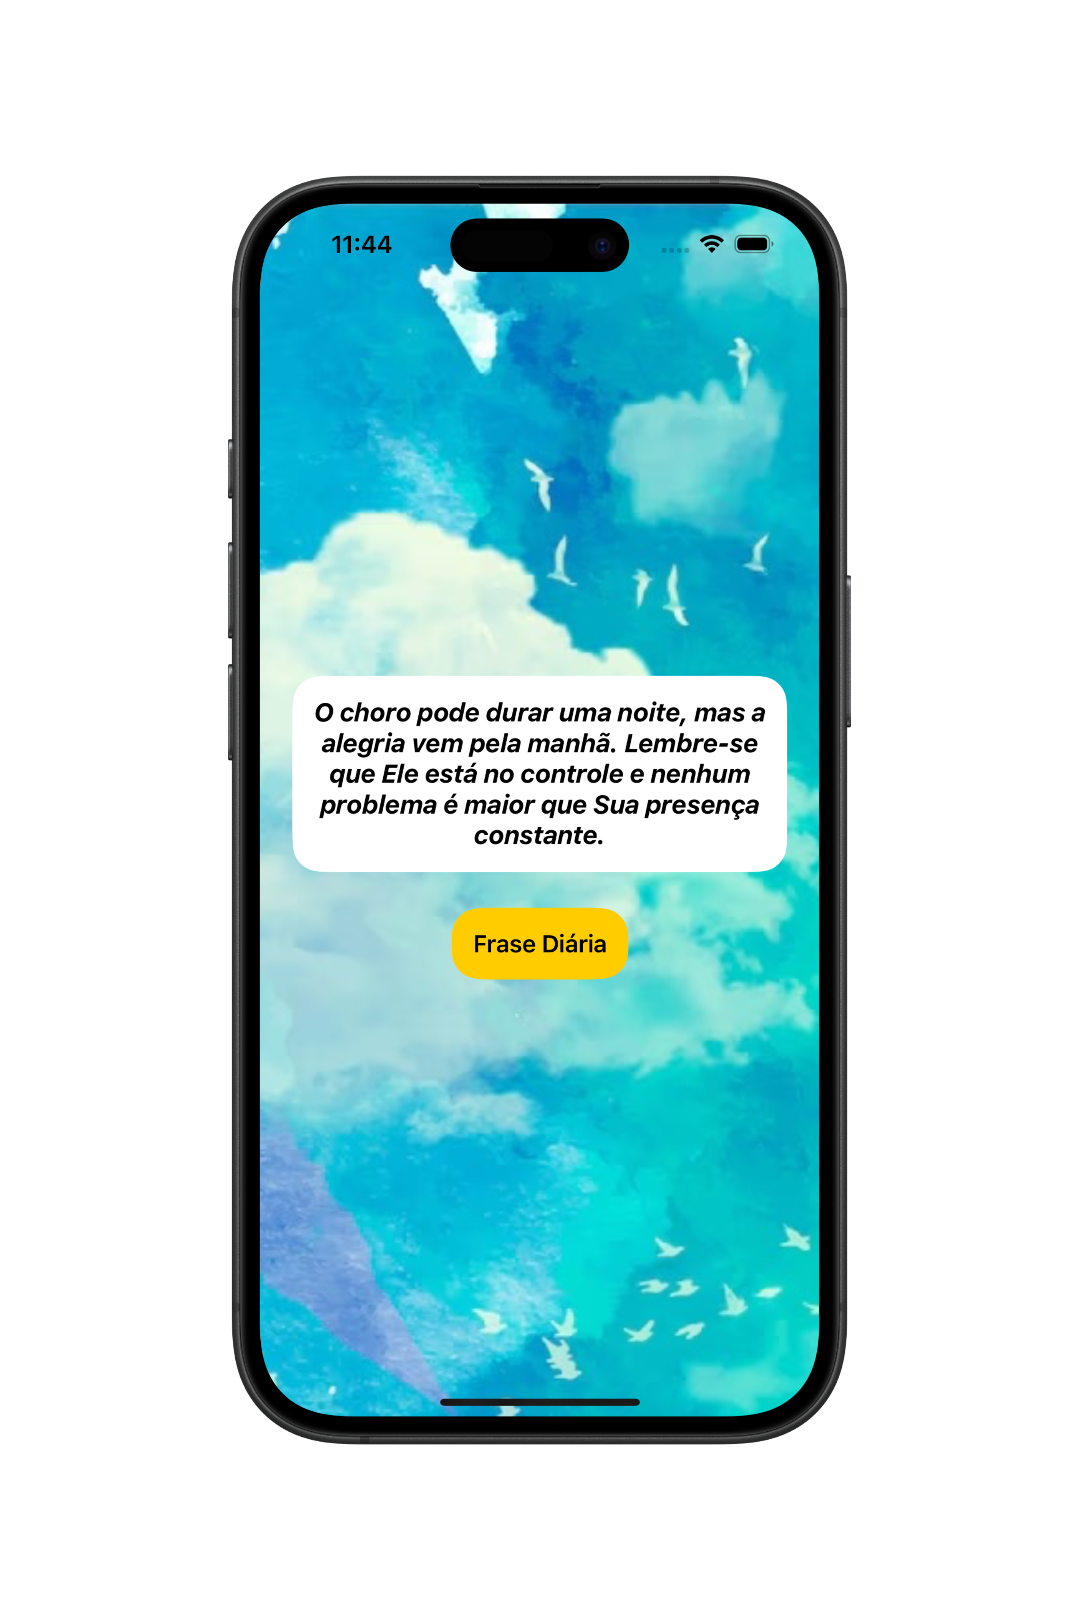 11:44
O choro pode durar uma noite, mas a
alegria vem pela manhã. Lembre-se
que Ele está no controle e nenhum
problema é maior que Sua presença
constante.
Frase Diária